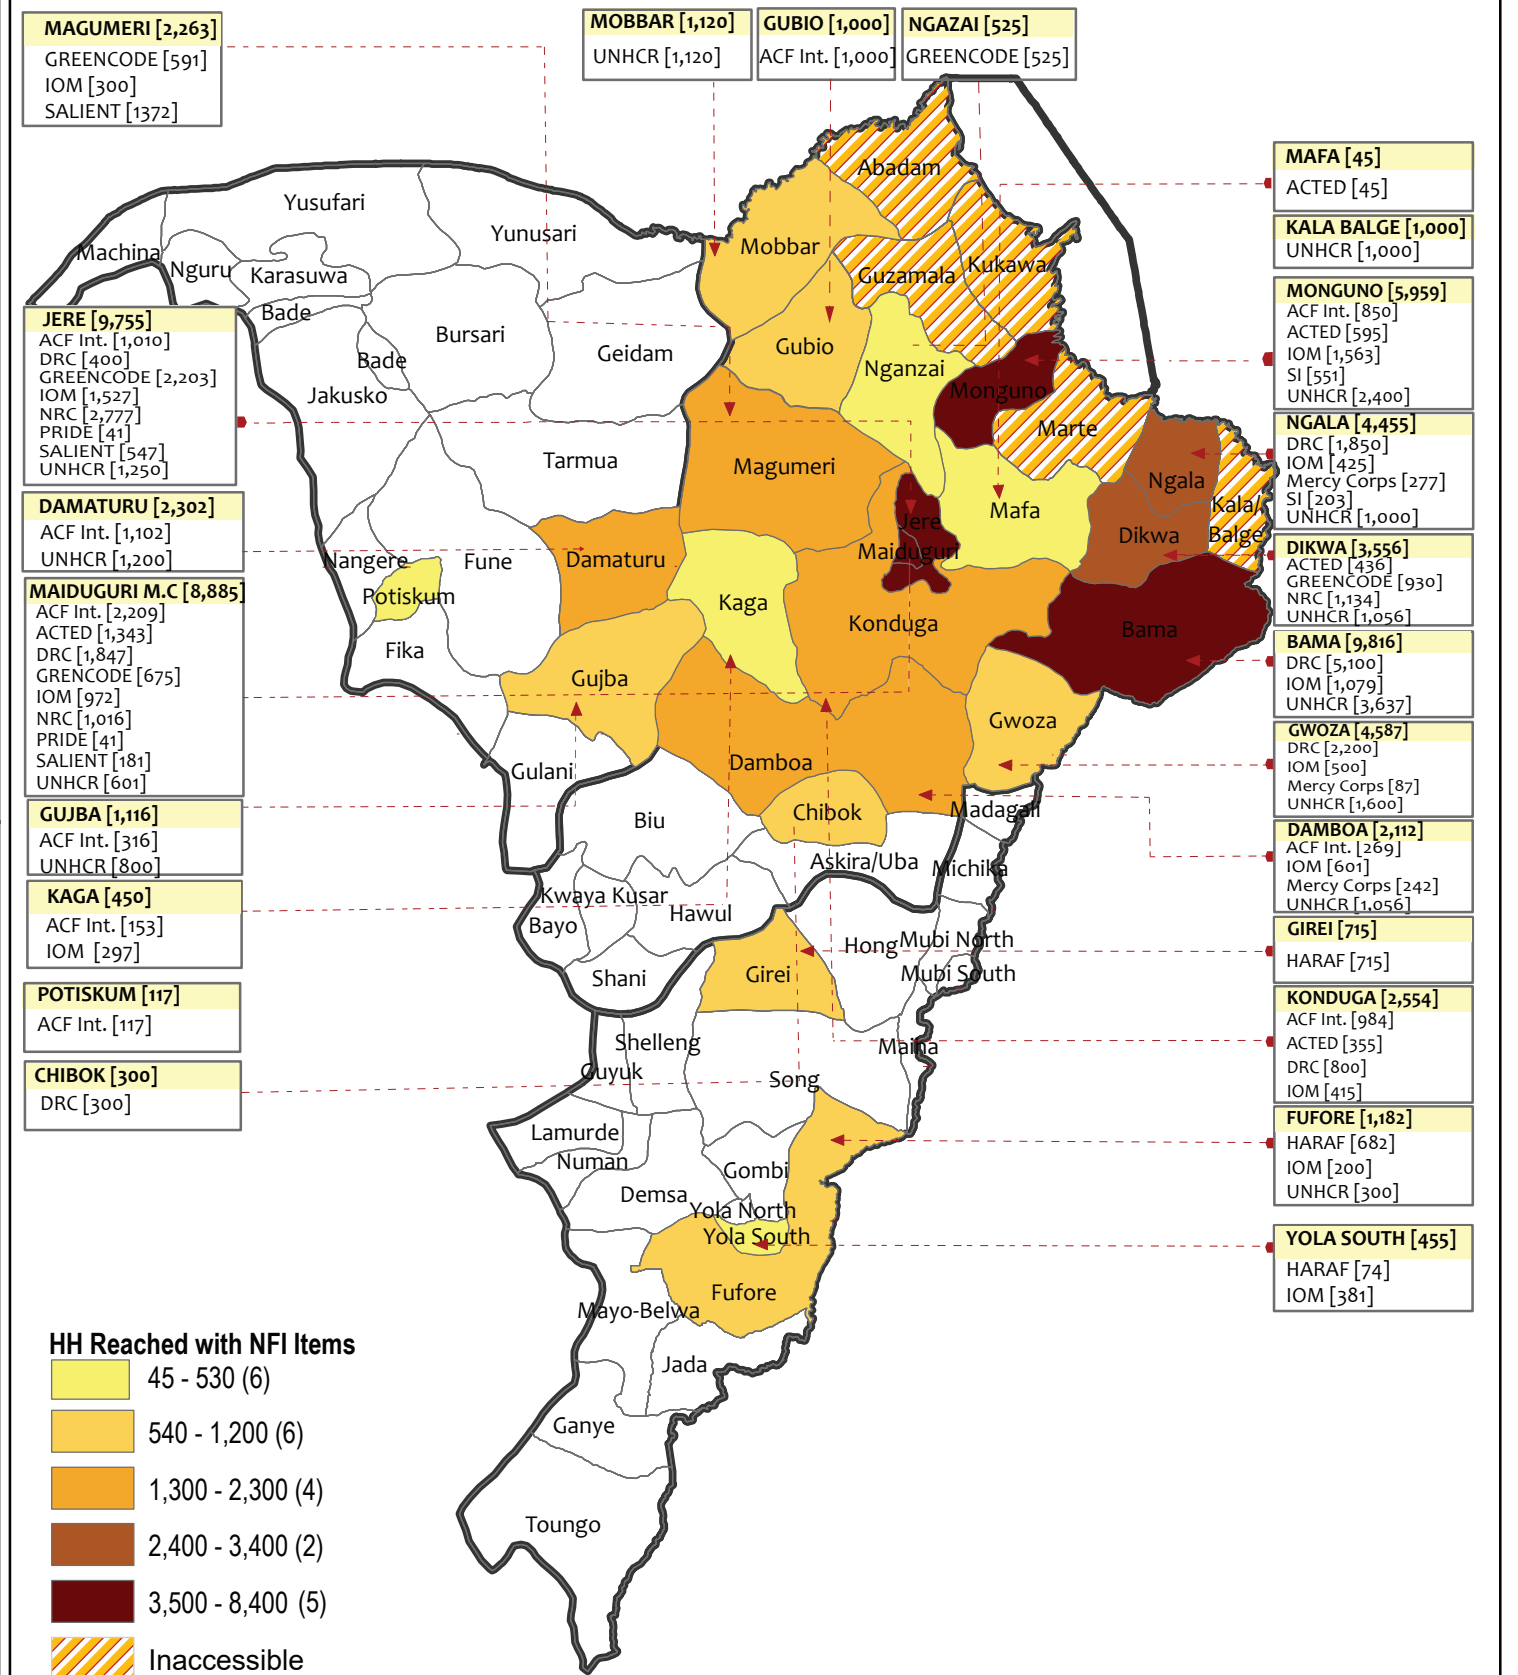 MAGUMERI [2,263]
GREENCODE [591]
IOM [300]
SALIENT [1372]
MOBBAR [1,120]
UNHCR [1,120]
GUBIO [1,000]
ACF Int. [1,000]
NGAZAI [525]
GREENCODE [525]
MAFA [45]
ACTED [45]
KALA BALGE [1,000]
UNHCR [1,000]
MONGUNO [5,959]
ACF Int. [850]
ACTED [595]
IOM [1,563]
SI [551]
UNHCR [2,400]
NGALA [4,455]
DRC [1,850]
IOM [425]
Mercy Corps [277]
SI [203]
UNHCR [1,000]
DIKWA [3,556]
ACTED [436]
GREENCODE [930]
NRC [1,134]
UNHCR [1,056]
BAMA [9,816]
DRC [5,100]
IOM [1,079]
UNHCR [3,637]
GWOZA [4,587]
DRC [2,200]
IOM [500]
Mercy Corps [87]
UNHCR [1,600]
DAMBOA [2,112]
ACF Int. [269]
IOM [601]
Mercy Corps [242]
UNHCR [1,056]
GIREI [715]
HARAF [715]
KONDUGA [2,554]
ACF Int. [984]
ACTED [355]
DRC [800]
IOM [415]
FUFORE [1,182]
HARAF [682]
IOM [200]
UNHCR [300]
YOLA SOUTH [455]
HARAF [74]
IOM [381]
JERE [9,755]
ACF Int. [1,010]
DRC [400]
GREENCODE [2,203]
IOM [1,527]
NRC [2,777]
PRIDE [41]
SALIENT [547]
UNHCR [1,250]
DAMATURU [2,302]
ACF Int. [1,102]
UNHCR [1,200]
MAIDUGURI M.C [8,885]
ACF Int. [2,209]
ACTED [1,343]
DRC [1,847]
GRENCODE [675]
IOM [972]
NRC [1,016]
PRIDE [41]
SALIENT [181]
UNHCR [601]
GUJBA [1,116]
ACF Int. [316]
UNHCR [800]
KAGA [450]
ACF Int. [153]
IOM [297]
POTISKUM [117]
ACF Int. [117]
CHIBOK [300]
DRC [300]
Abadam
Yusufari
Yunusari
Machina
Nguru
Karasuwa
Mobbar
Guzamala
Kukawa
Bade
Bursari
Geidam
Gubio
Nganzai
Bade
Jakusko
Monguno
Marte
Tarmua
Magumeri
Ngala
Kala/
Balge
Mafa
Jere
Maiduguri
Dikwa
Nangere
Fune
Damaturu
Potiskum
Kaga
Konduga
Bama
Fika
Gujba
Gwoza
Gulani
Damboa
Chibok
Madagali
Biu
Askira/Uba
Michika
Kwaya Kusar
Bayo
Hawul
Hong
Mubi North
Mubi South
Shani
Girei
Shelleng
Guyuk
Maiha
Song
Lamurde
Numan
Gombi
Demsa
Yola North
Yola South
Fufore
Mayo-Belwa
Jada
Ganye
Toungo
HH Reached with NFI Items
45 - 530 (6)
540 - 1,200 (6)
1,300 - 2,300 (4)
2,400 - 3,400 (2)
3,500 - 8,400 (5)
Inaccessible